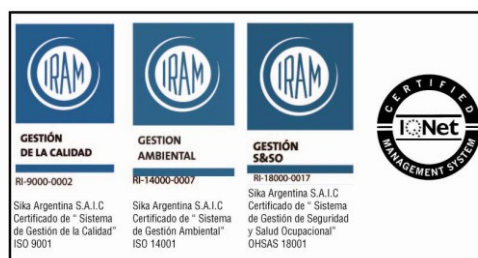 IRAM
GESTIÓN
DE LA CALIDAD
RI-9000-0002
Sika Argentina S.A.I.C
Certificado de “ Sistema
de Gestión de la Calidad”
ISO 9001
IRAM
GESTION
AMBIENTAL
RI-14000-0007
Sika Argentina S.A.I.C
Certificado de “ Sistema
de Gestión Ambiental”
ISO 14001
IRAM
GESTIÓN
S&SO
RI-18000-0017
Sika Argentina S.A.I.C
Certificado de “ Sistema
de Gestión de Seguridad
y Salud Ocupacional”
OHSAS 18001
CERTIFIED
IQNet
MANAGEMENT SYSTEM